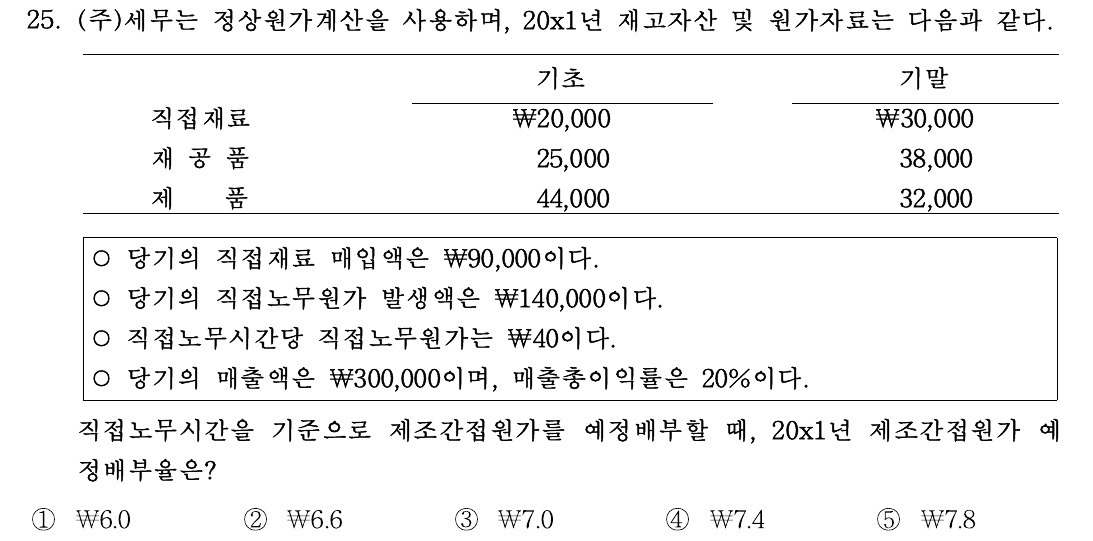 25. (주)세무는 정상원가계산을 사용하며, 20x1년 재고자산 및 원가자료는 다음과 같다.
기초 기말
직접재료 ₩20,000 ₩30,000
재 공 품 25,000 38,000
제 품 44,000 32,000
○ 당기의 직접재료 매입액은 ₩90,000이다.
○ 당기의 직접노무원가 발생액은 ₩140,000이다.
○ 직접노무시간당 직접노무원가는 ₩40이다.
○ 당기의 매출액은 ₩300,000이며, 매출총이익률은 20%이다.
직접노무시간을 기준으로 제조간접원가를 예정배부할 때, 20x1년 제조간접원가 예
정배부율은?
① ₩6.0 ② ₩6.6 ③ ₩7.0 ④ ₩7.4 ⑤ ₩7.8